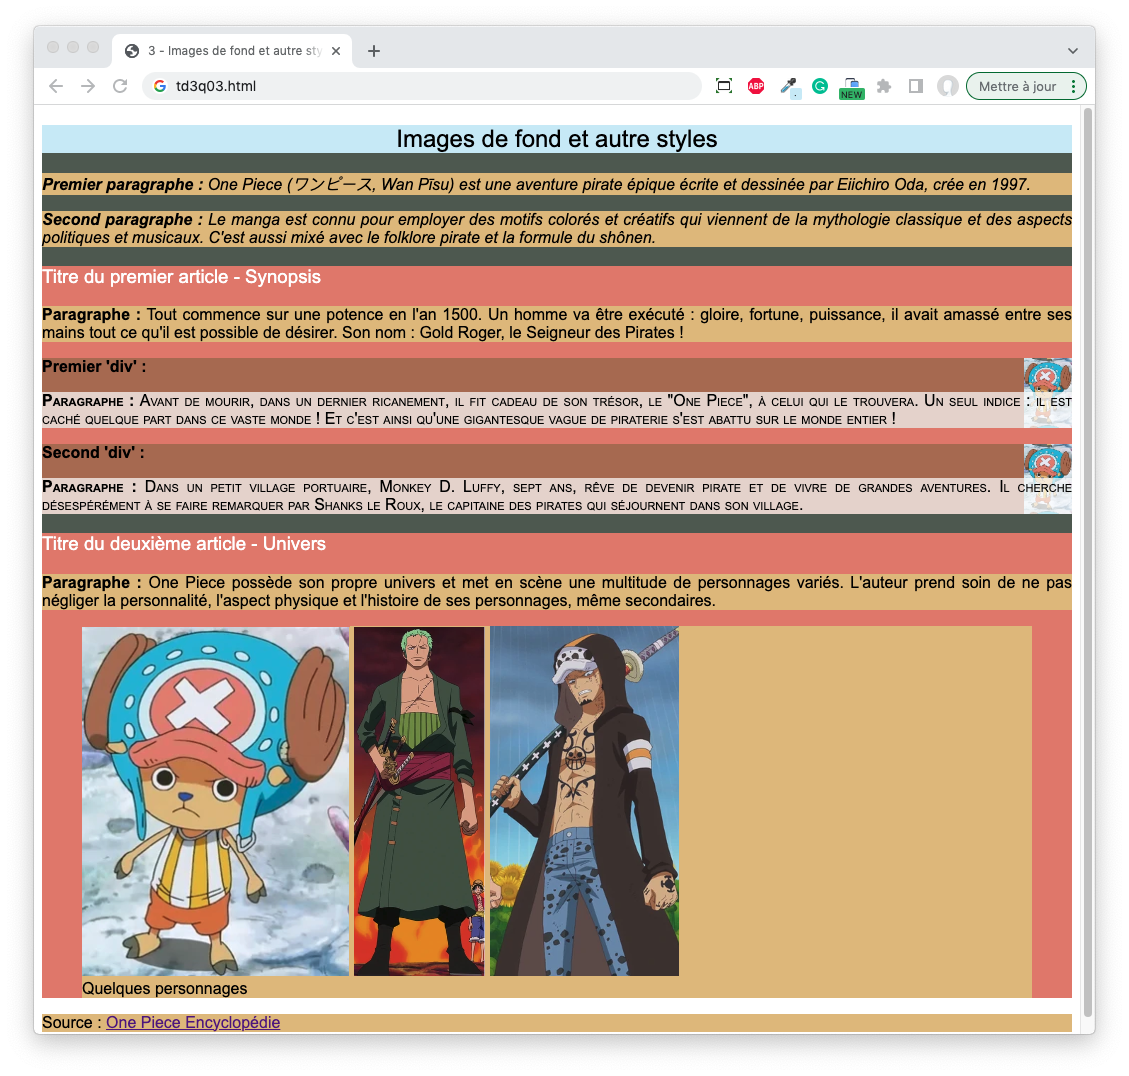 3 - Images de fond et autre sty
td3q03.html
ABP
NEW
Mettre à jour
Images de fond et autre styles
Premier paragraphe : One Piece (ワンピース, Wan Pīsu) est une aventure pirate épique écrite et dessinée par Eiichiro Oda, crée en 1997.
Second paragraphe : Le manga est connu pour employer des motifs colorés et créatifs qui viennent de la mythologie classique et des aspects
politiques et musicaux. C'est aussi mixé avec le folklore pirate et la formule du shônen.
Titre du premier article - Synopsis
Paragraphe : Tout commence sur une potence en l'an 1500. Un homme va être exécuté : gloire, fortune, puissance, il avait amassé entre ses
mains tout ce qu'il est possible de désirer. Son nom : Gold Roger, le Seigneur des Pirates !
Premier 'div' :
Paragraphe : Avant de mourir, dans un dernier ricanement, il fit cadeau de son trésor, le "One Piece", à celui qui le trouvera. Un seul indice : il est
caché quelque part dans ce vaste monde ! Et c'est ainsi qu'une gigantesque vague de piraterie s'est abattu sur le monde entier !
Second 'div' :
Paragraphe : Dans un petit village portuaire, Monkey D. Luffy, sept ans, rêve de devenir pirate et de vivre de grandes aventures. Il cherche
désespérément à se faire remarquer par Shanks le Roux, le capitaine des pirates qui séjournent dans son village.
Titre du deuxième article - Univers
Paragraphe : One Piece possède son propre univers et met en scène une multitude de personnages variés. L'auteur prend soin de ne pas
négliger la personnalité, l'aspect physique et l'histoire de ses personnages, même secondaires.
Quelques personnages
Source : One Piece Encyclopédie